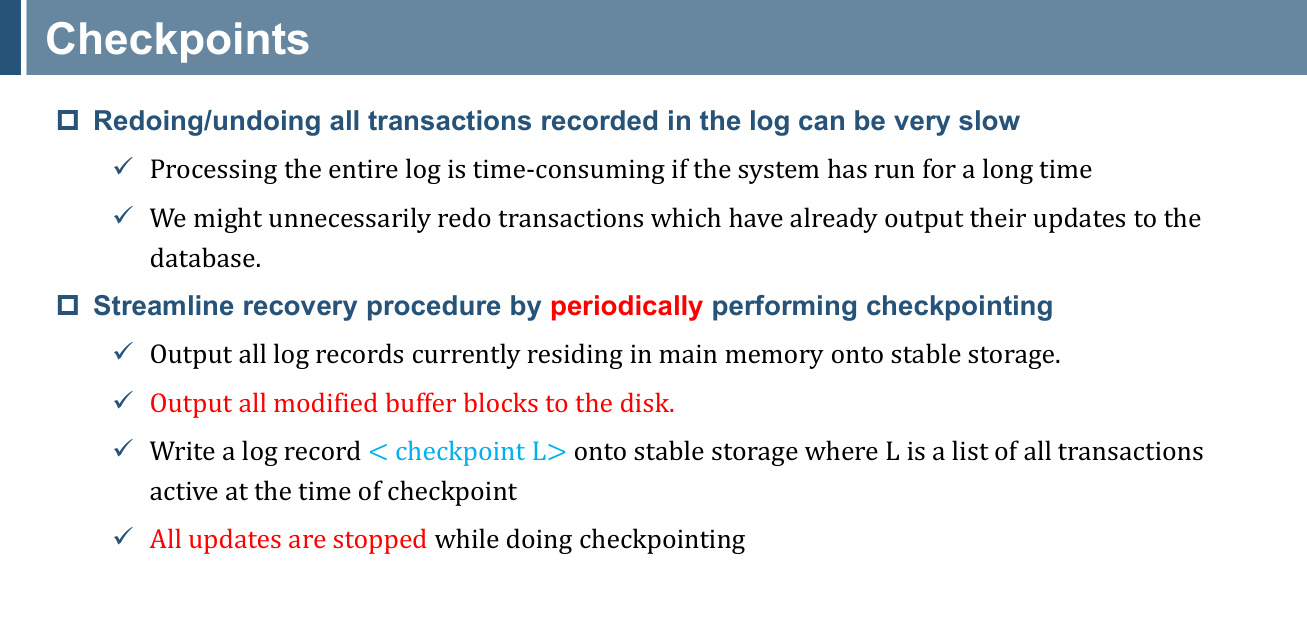 Checkpoints
Redoing/undoing all transactions recorded in the log can be very slow
Processing the entire log is time-consuming if the system has run for a long time
We might unnecessarily redo transactions which have already output their updates to the
database.
Streamline recovery procedure by periodically performing checkpointing
Output all log records currently residing in main memory onto stable storage.
Output all modified buffer blocks to the disk.
Write a log record < checkpoint L> onto stable storage where L is a list of all transactions
active at the time of checkpoint
All updates are stopped while doing checkpointing